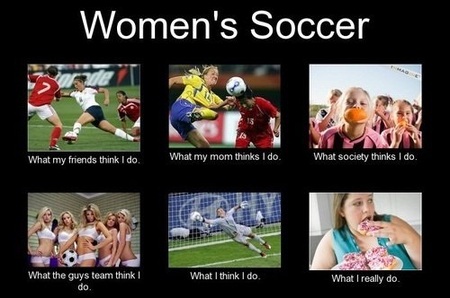 Women's Soccer
What my friends think I do.
What my mom thinks I do.
What society thinks I do.
What the guys team think I
do.
What I think I do.
What I really do.